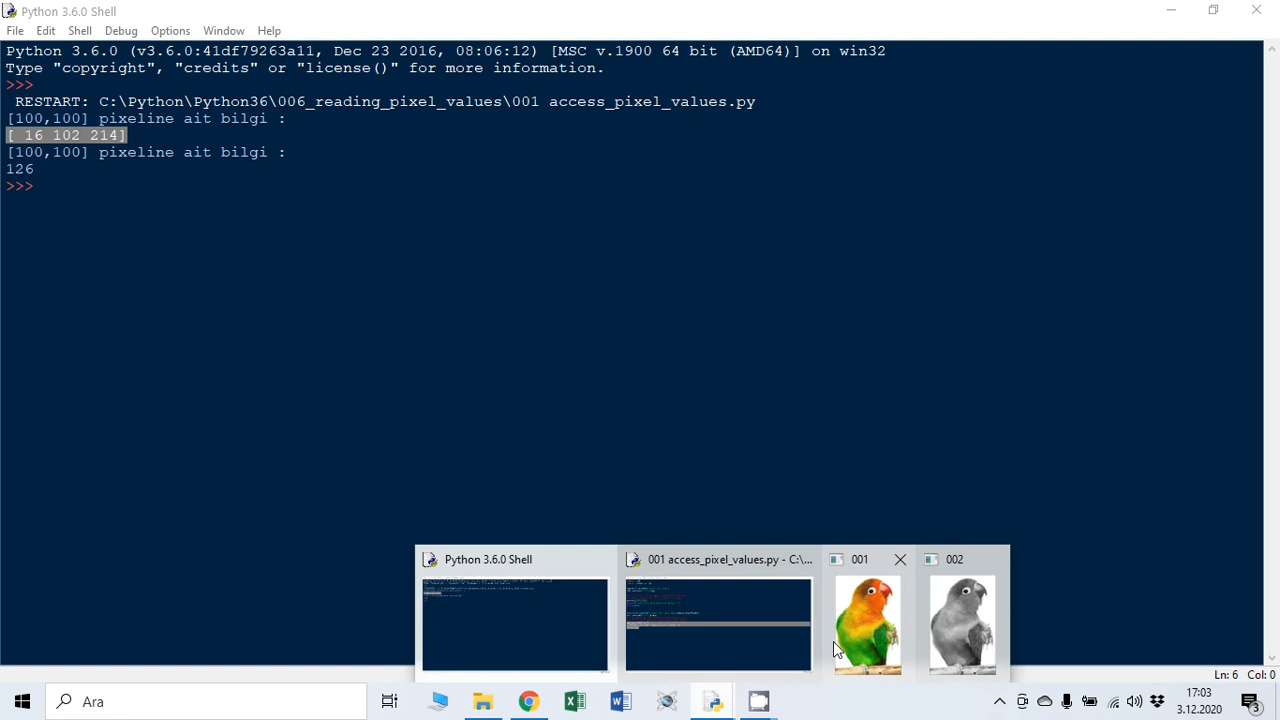 Python 3.6.0 Shell
File Edit Shell Debug Options Window Help
Python 3.6.0 (v3.6.0:41df79263a11, Dec 23 2016, 08:06:12) [MSC v.1900 64 bit (AMD64)] on win32
Type "copyright", "credits" or "license()" for more information.
>>>
RESTART: C:\Python\Python36\006_reading_pixel_values\001 access_pixel_values.py
[100,100] pixeline ait bilgi :
[ 16 102 214]
[100,100] pixeline ait bilgi :
126
>>>
Python 3.6.0 Shell
001 access_pixel_values.py - C:\...
001
002
Ln: 6 Col: 0
Ara
17:03
3.12.2020
3